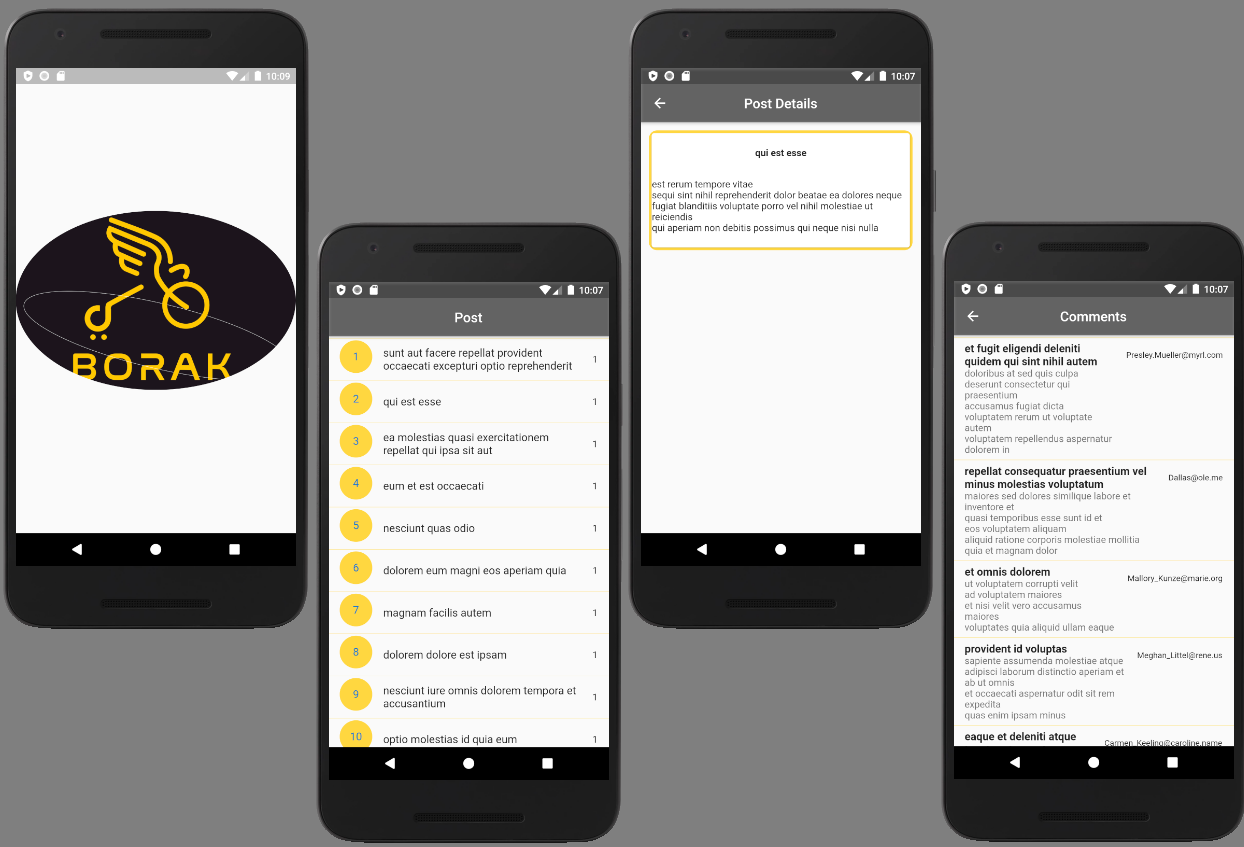 10:09
BORAK
10:07
Post
1
sunt aut facere repellat provident
occaecati excepturi optio reprehenderit
1
2
qui est esse
1
3
ea molestias quasi exercitationem
repellat qui ipsa sit aut
1
4
eum et est occaecati
1
5
nesciunt quas odio
1
6
dolorem eum magni eos aperiam quia
1
7
magnam facilis autem
1
8
dolorem dolore est ipsam
1
9
nesciunt iure omnis dolorem tempora et
accusantium
1
10
optio molestias id quia eum
1
10:07
Post Details
qui est esse
est rerum tempore vitae
sequi sint nihil reprehenderit dolor beatae ea dolores neque
fugiat blanditiis voluptate porro vel nihil molestiae ut
reiciendis
qui aperiam non debitis possimus qui neque nisi nulla
10:07
Comments
et fugit eligendi deleniti
quidem qui sint nihil autem
Presley.Mueller@myrl.com
doloribus at sed quis culpa
deserunt consectetur qui
praesentium
accusamus fugiat dicta
voluptatem rerum ut voluptate
autem
voluptatem repellendus aspernatur
dolorem in
repellat consequatur praesentium vel
minus molestias voluptatum
Dallas@ole.me
maiores sed dolores similique labore et
inventore et
quasi temporibus esse sunt id et
eos voluptatem aliquam
aliquid ratione corporis molestiae mollitia
quia et magnam dolor
et omnis dolorem
Mallory_Kunze@marie.org
ut voluptatem corrupti velit
ad voluptatem maiores
et nisi velit vero accusamus
maiores
voluptates quia aliquid ullam eaque
provident id voluptas
Meghan_Littel@rene.us
sapiente assumenda molestiae atque
adipisci laborum distinctio aperiam et
ab ut omnis
et occaecati aspernatur odit sit rem
expedita
quas enim ipsam minus
eaque et deleniti atque
Carmen_Keeling@caroline.name